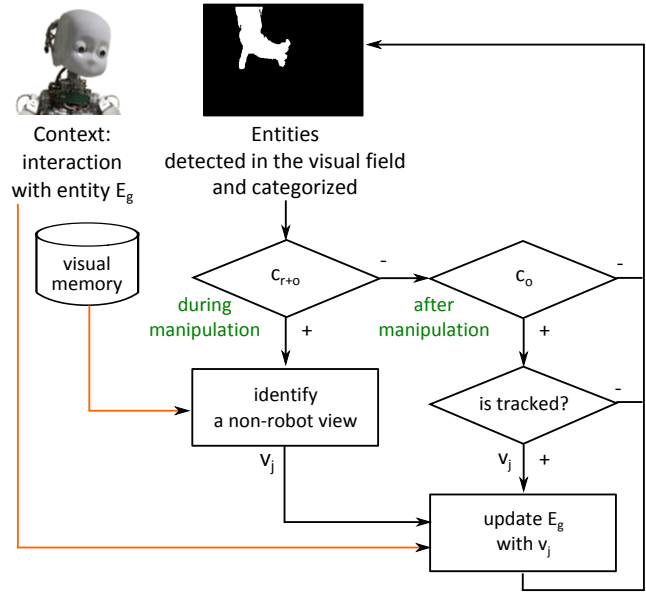 Context:
interaction
with entity E_g
Entities
detected in the visual field
and categorized
visual
memory
c_{r+o}
-
c_o
-
during
manipulation
+
after
manipulation
+
identify
a non-robot view
is tracked?
-
v_j
v_j
+
update E_g
with v_j